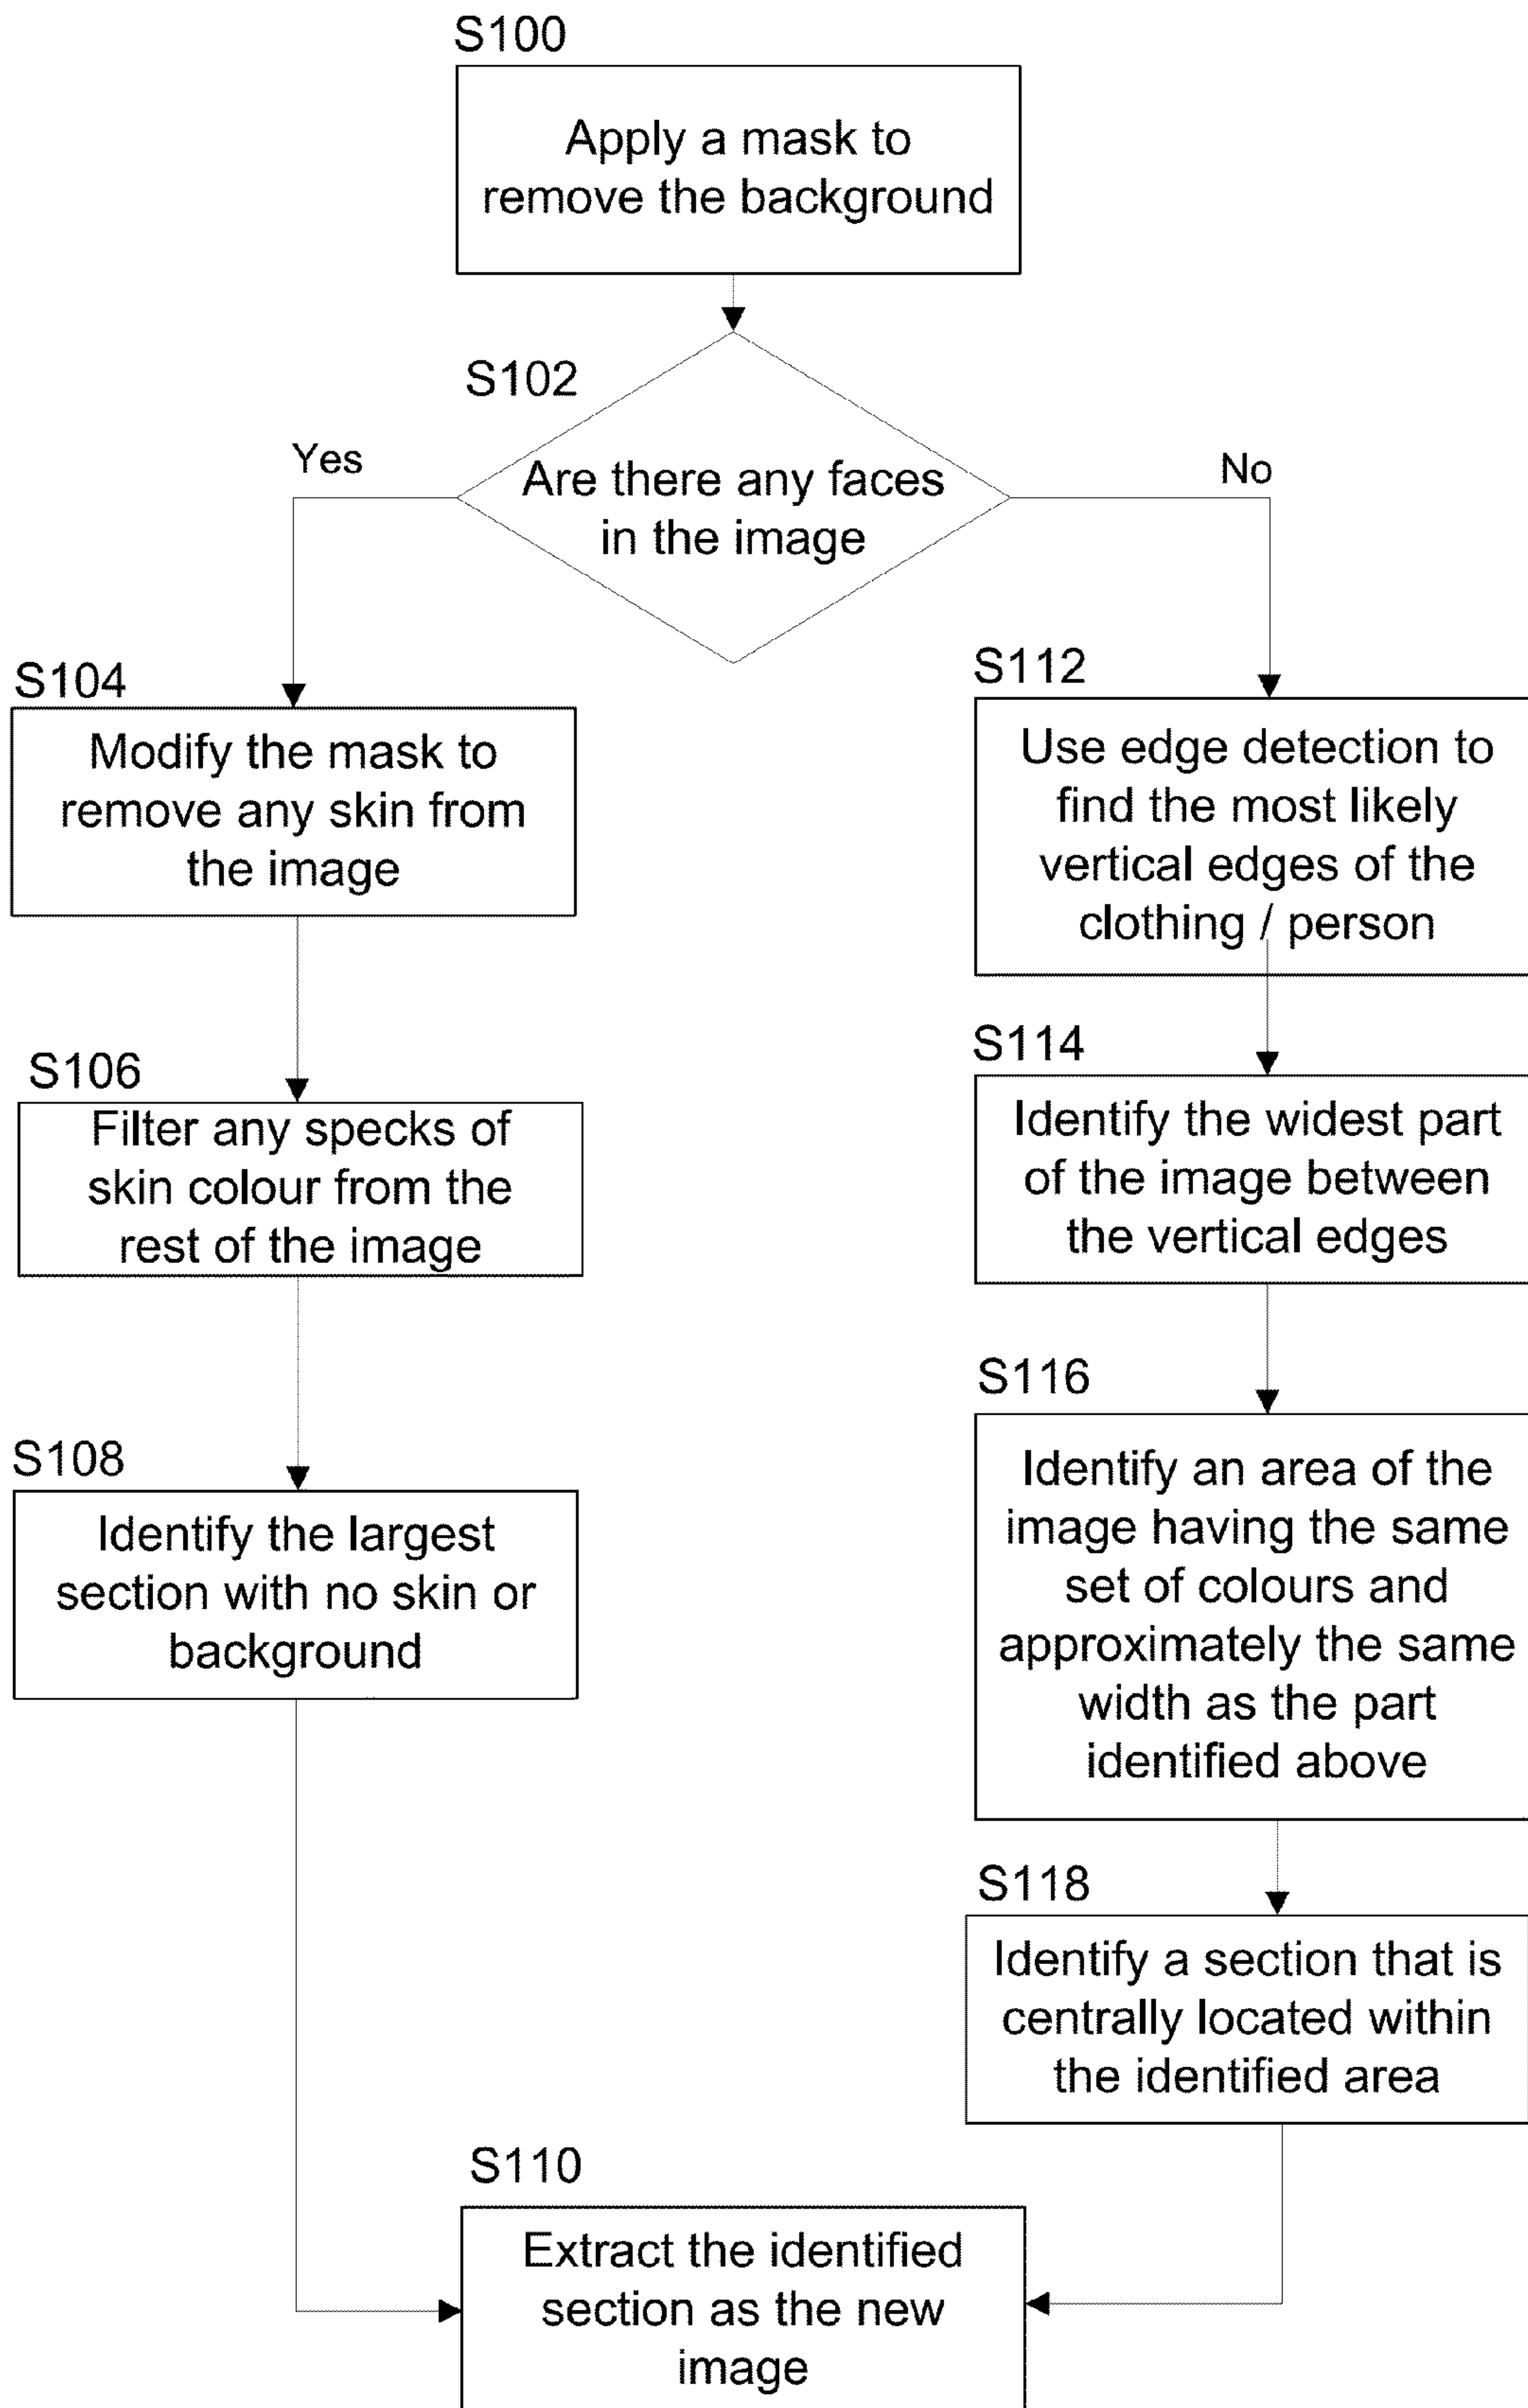 S100
Apply a mask to
remove the background
S102
Yes
Are there any faces
in the image
No
S104
Modify the mask to
remove any skin from
the image
S106
Filter any specks of
skin colour from the
rest of the image
S108
Identify the largest
section with no skin or
background
S112
Use edge detection to
find the most likely
vertical edges of the
clothing / person
S114
Identify the widest part
of the image between
the vertical edges
S116
Identify an area of the
image having the same
set of colours and
approximately the same
width as the part
identified above
S118
Identify a section that is
centrally located within
the identified area
S110
Extract the identified
section as the new
image